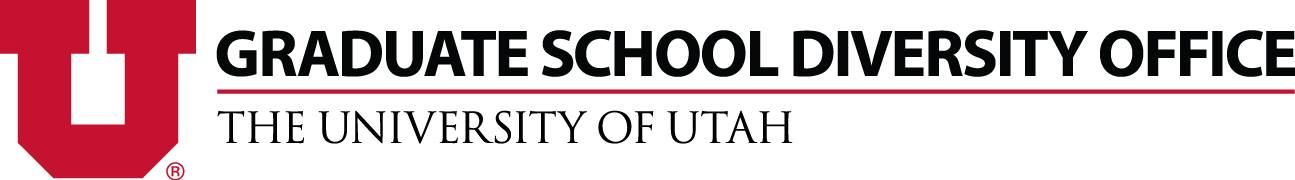 U
GRADUATE SCHOOL DIVERSITY OFFICE
THE UNIVERSITY OF UTAH
®